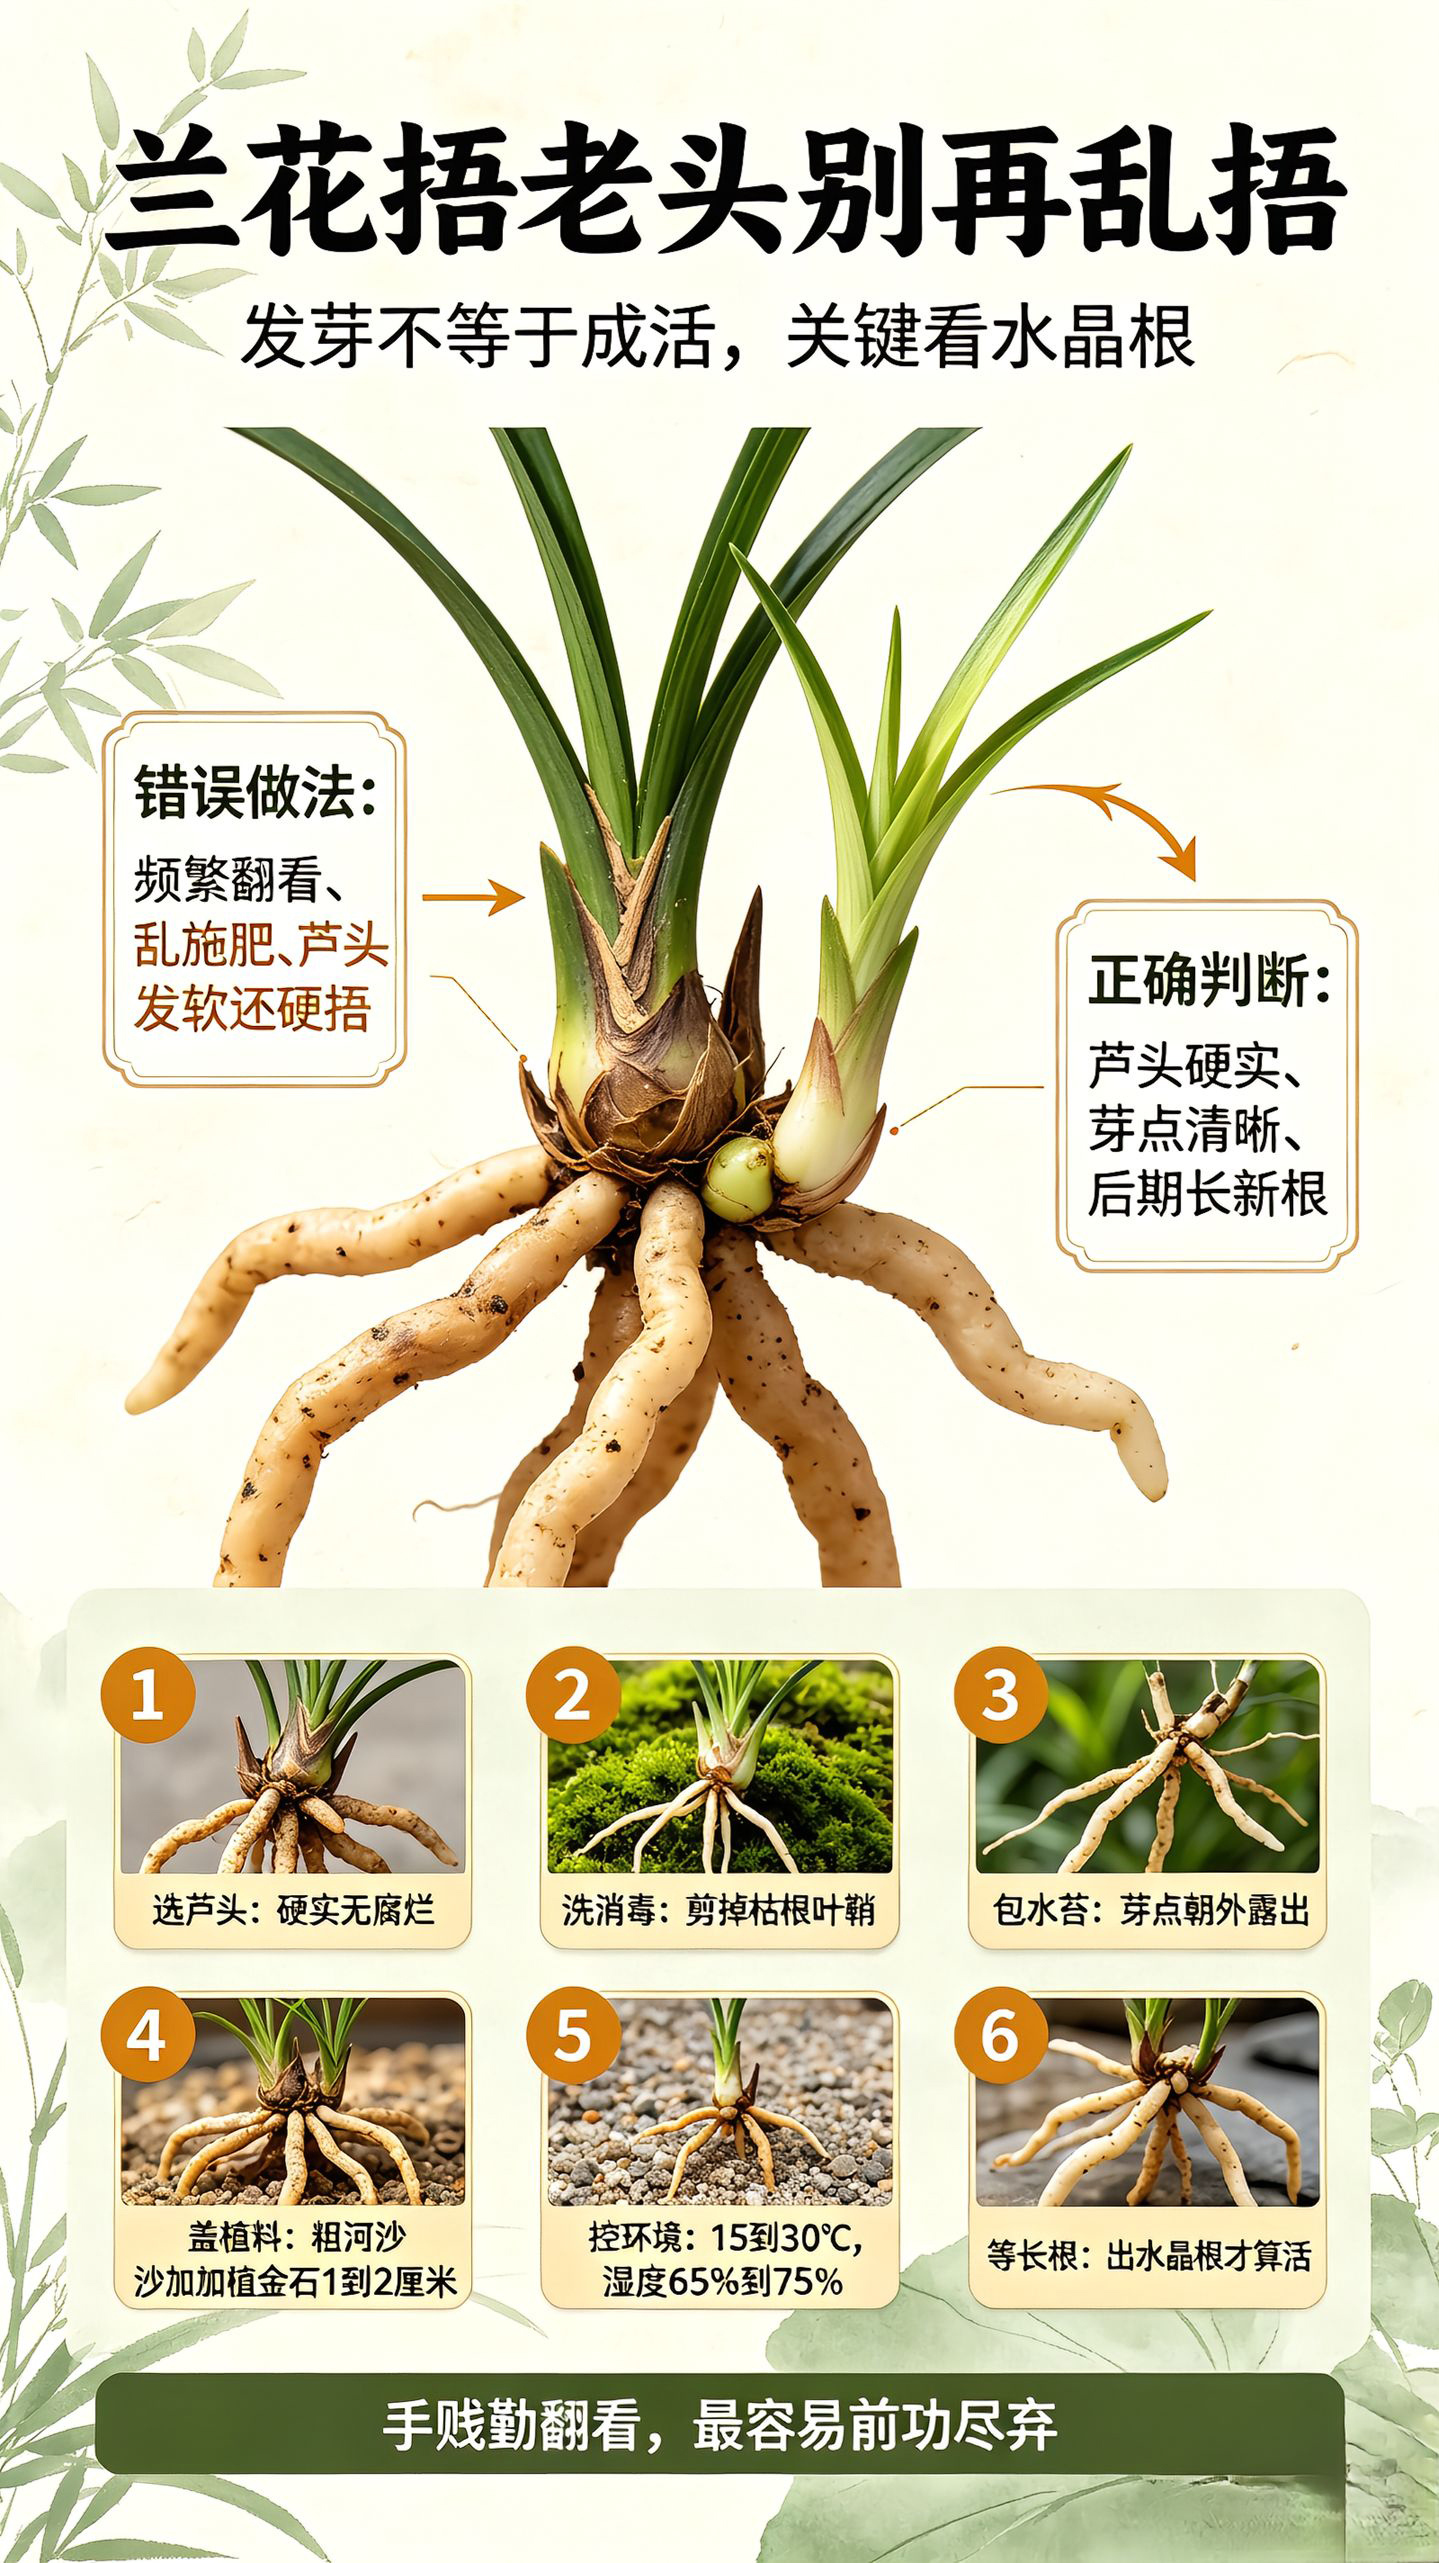 兰花捂老头别再乱捂
发芽不等于成活，关键看水晶根
错误做法：
频繁翻看、
乱施肥、芦头
发软还硬捂
正确判断：
芦头硬实、
芽点清晰、
后期长新根
1
选芦头：硬实无腐烂
2
洗消毒：剪掉枯根叶鞘
3
包水苔：芽点朝外露出
4
盖植料：粗河沙
沙加加植金石1到2厘米
5
控环境：15到30℃，
湿度65%到75%
6
等长根：出水晶根才算活
手贱勤翻看，最容易前功尽弃